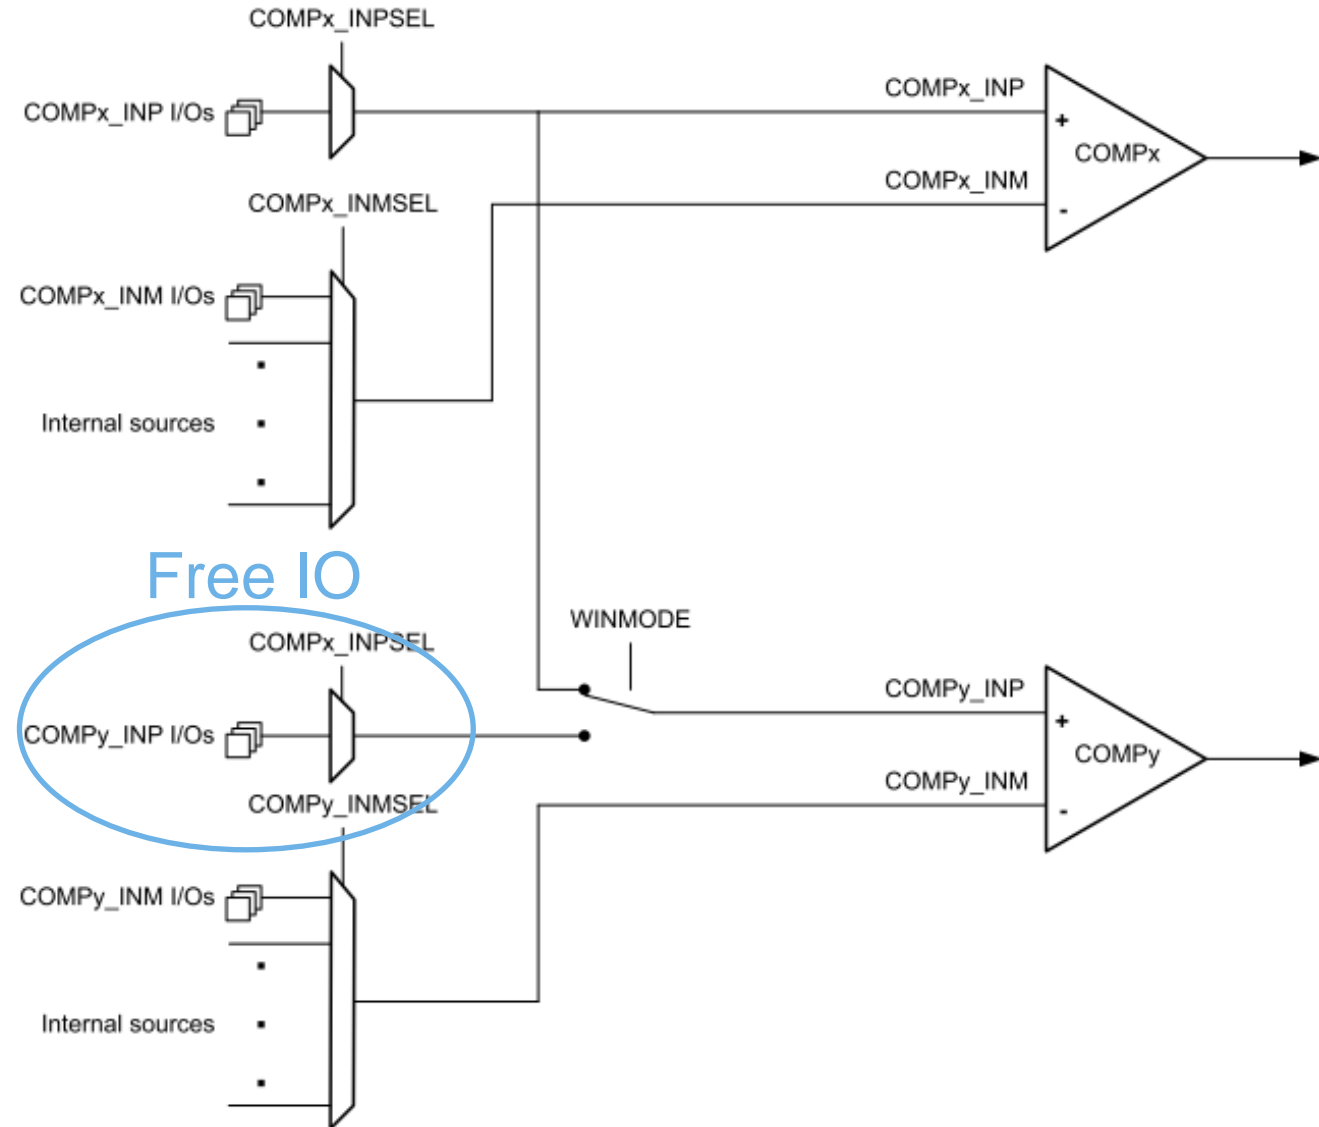 COMPx_INPSEL
COMPx_INP I/Os
COMPx_INP
+
COMPx
COMPx_INM
-
COMPx_INMSEL
COMPx_INM I/Os
Internal sources
Free IO
COMPx_INPSEL
WINMODE
COMPy_INP I/Os
COMPy_INP
+
COMPy
COMPy_INM
-
COMPy_INMSEL
COMPy_INM I/Os
Internal sources